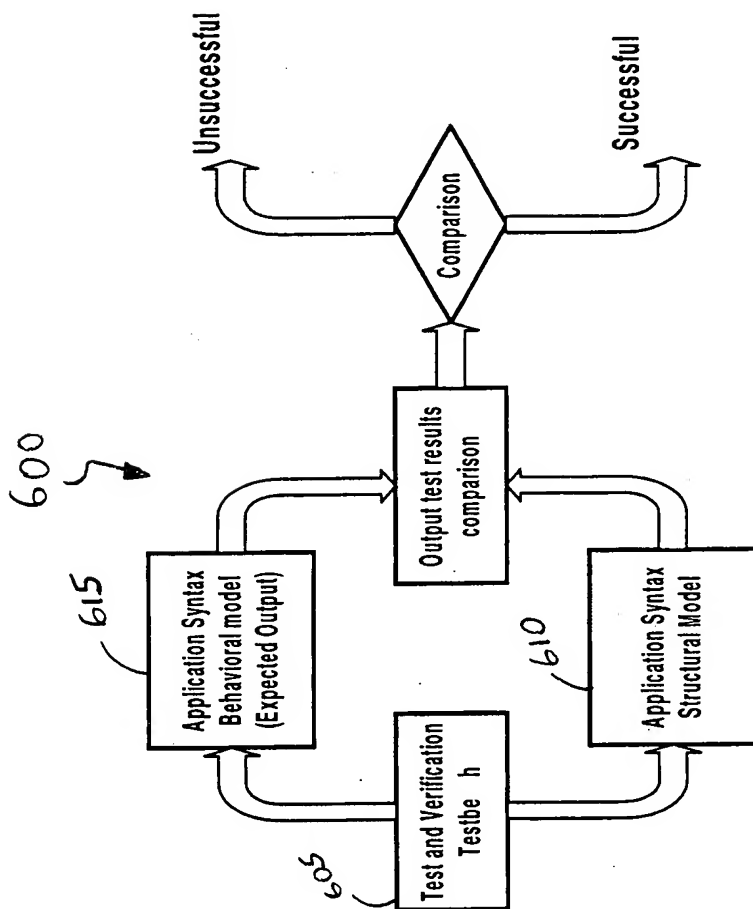 600
615
Application Syntax
Behavioral model
(Expected Output)
605
Test and Verification
Testbe h
610
Application Syntax
Structural Model
Output test results
comparison
Comparison
Unsuccessful
Successful